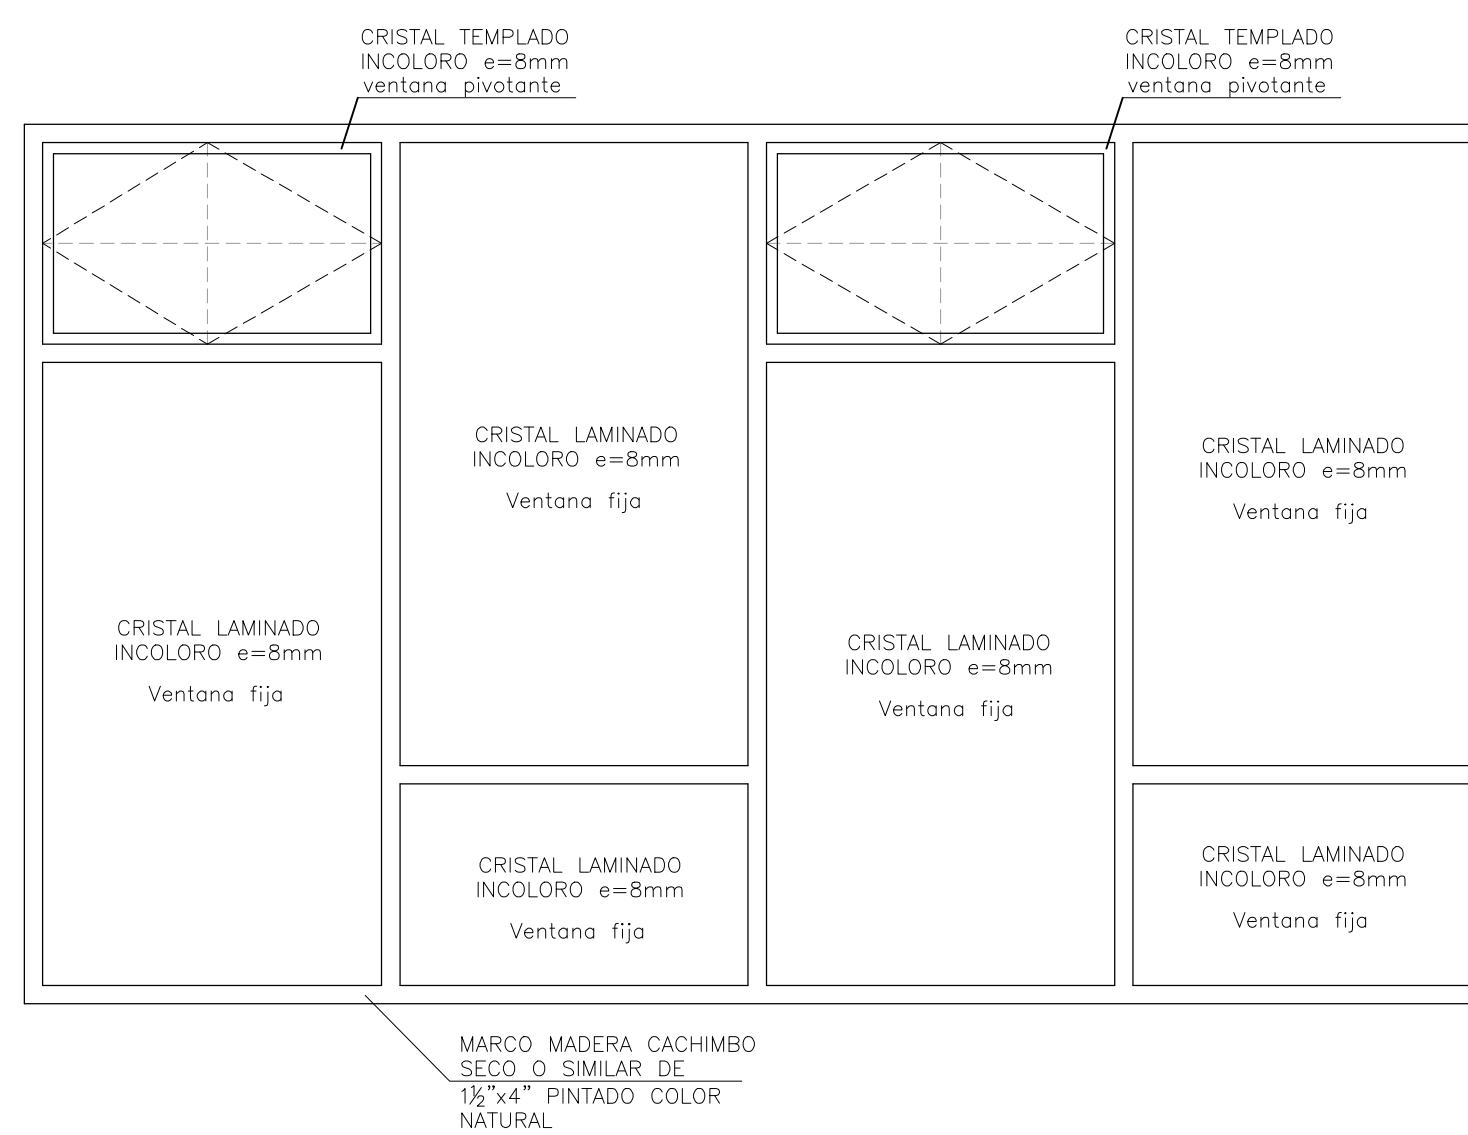 CRISTAL TEMPLADO
INCOLORO e=8mm
ventana pivotante
CRISTAL TEMPLADO
INCOLORO e=8mm
ventana pivotante
CRISTAL LAMINADO
INCOLORO e=8mm
Ventana fija
CRISTAL LAMINADO
INCOLORO e=8mm
Ventana fija
CRISTAL LAMINADO
INCOLORO e=8mm
Ventana fija
CRISTAL LAMINADO
INCOLORO e=8mm
Ventana fija
CRISTAL LAMINADO
INCOLORO e=8mm
Ventana fija
CRISTAL LAMINADO
INCOLORO e=8mm
Ventana fija
MARCO MADERA CACHIMBO
SECO O SIMILAR DE
1½"x4" PINTADO COLOR
NATURAL